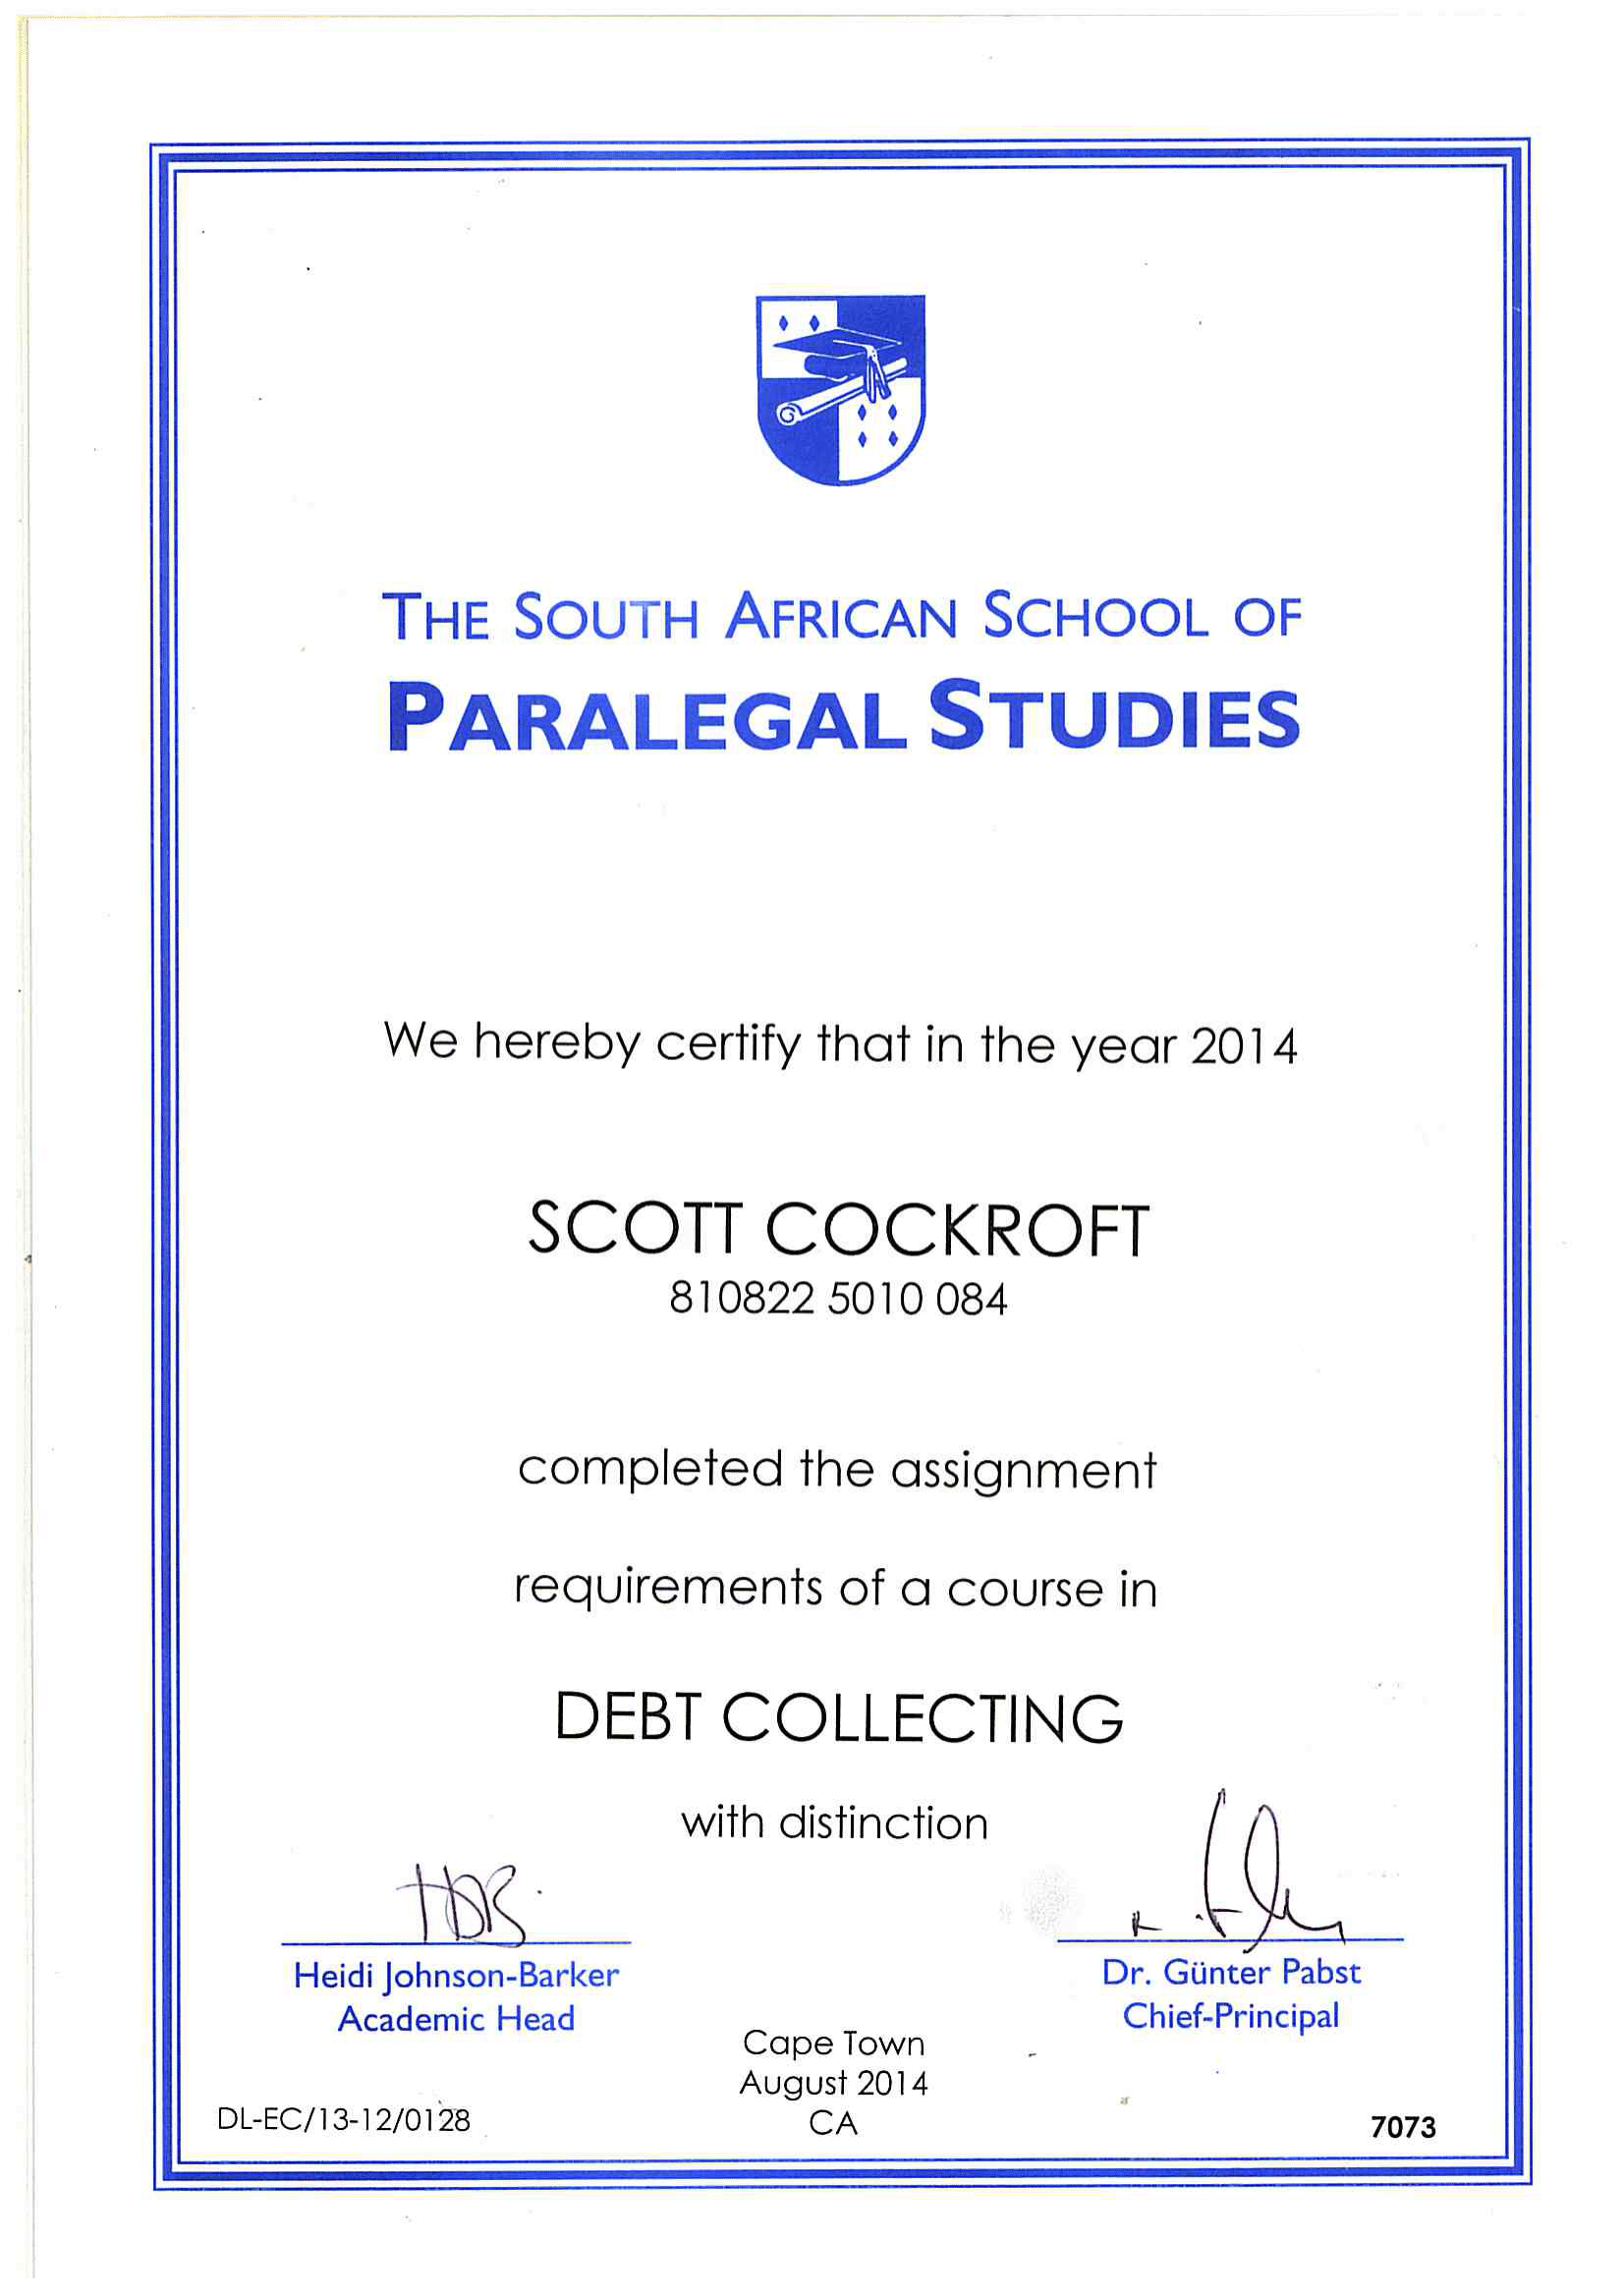 THE SOUTH AFRICAN SCHOOL OF
PARALEGAL STUDIES
We hereby certify that in the year 2014
SCOTT COCKROFT
810822 5010 084
completed the assignment
requirements of a course in
DEBT COLLECTING
with distinction
HJB.
Heidi Johnson-Barker
Academic Head
Dr. Günter Pabst
Chief-Principal
Cape Town
August 2014
CA
DL-EC/13-12/0128
7073